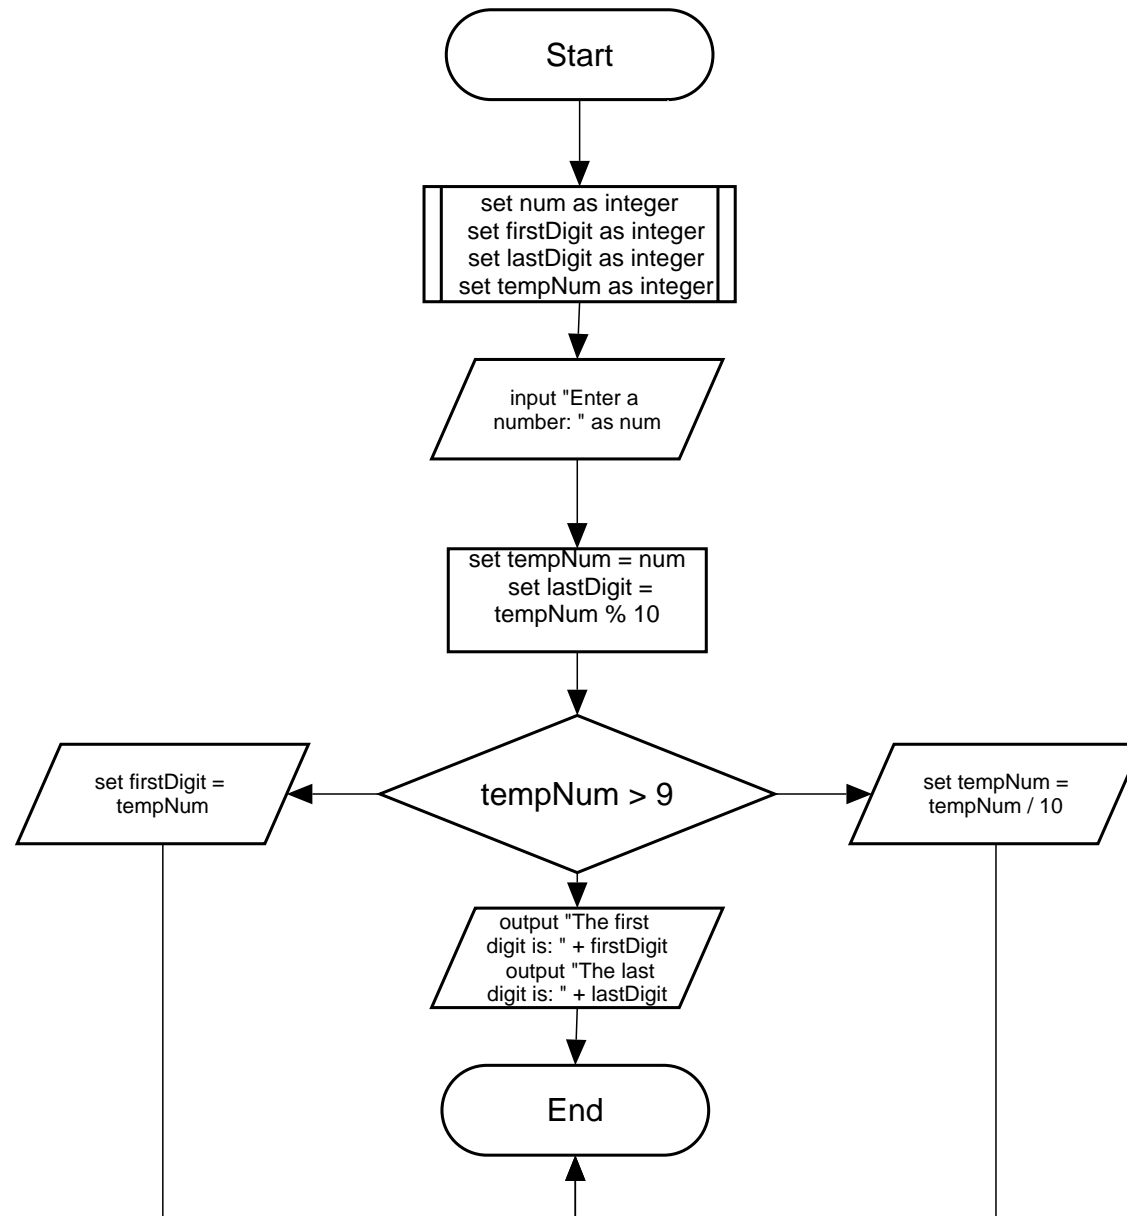 Start
set num as integer
set firstDigit as integer
set lastDigit as integer
set tempNum as integer
input "Enter a
number: " as num
set tempNum = num
set lastDigit =
tempNum % 10
set firstDigit =
tempNum
tempNum > 9
set tempNum =
tempNum / 10
output "The first
digit is: " + firstDigit
output "The last
digit is: " + lastDigit
End